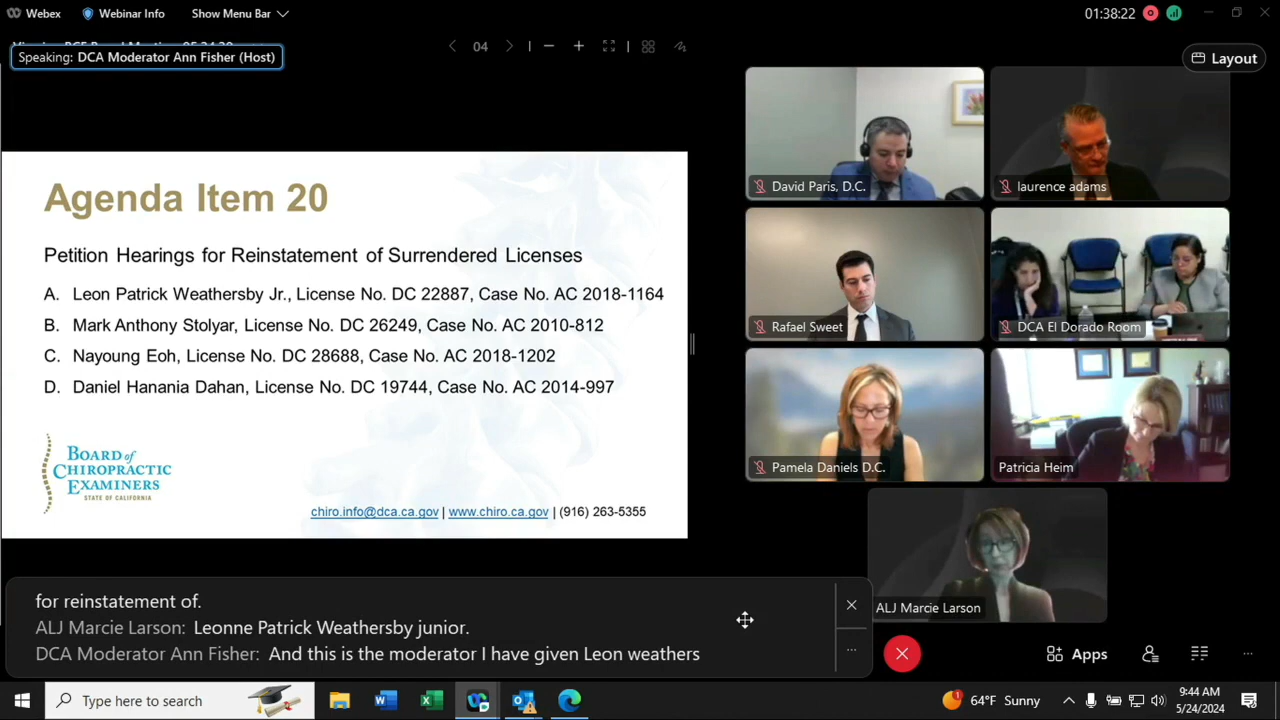 Webex
Webinar Info
Show Menu Bar
01:38:22
Speaking: DCA Moderator Ann Fisher (Host)
04
Layout
Agenda Item 20
Petition Hearings for Reinstatement of Surrendered Licenses
A. Leon Patrick Weathersby Jr., License No. DC 22887, Case No. AC 2018-1164
B. Mark Anthony Stolyar, License No. DC 26249, Case No. AC 2010-812
C. Nayoung Eoh, License No. DC 28688, Case No. AC 2018-1202
D. Daniel Hanania Dahan, License No. DC 19744, Case No. AC 2014-997
BOARD of
CHIROPRACTIC
EXAMINERS
STATE OF CALIFORNIA
chiro.info@dca.ca.gov | www.chiro.ca.gov | (916) 263-5355
David Paris, D.C.
laurence adams
Rafael Sweet
DCA El Dorado Room
Pamela Daniels D.C.
Patricia Heim
ALJ Marcie Larson
for reinstatement of.
ALJ Marcie Larson: Leonne Patrick Weathersby junior.
DCA Moderator Ann Fisher: And this is the moderator I have given Leon weathers
Apps
Type here to search
1
64°F Sunny
9:44 AM
5/24/2024